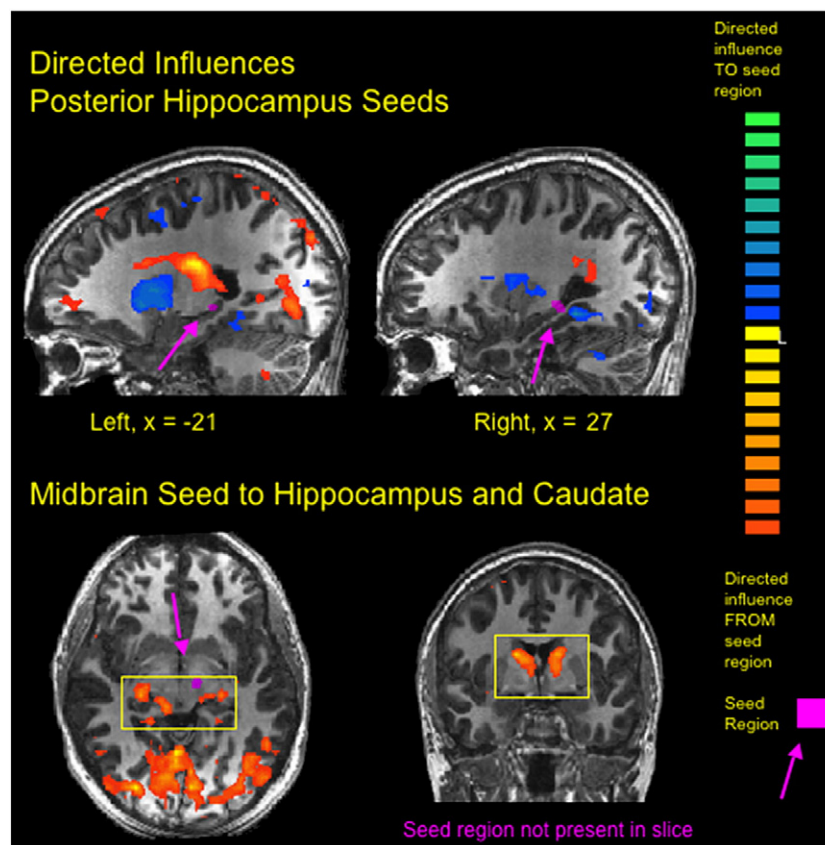 Directed Influences
Posterior Hippocampus Seeds
Directed
influence
TO seed
region
Left, x = -21
Right, x = 27
Midbrain Seed to Hippocampus and Caudate
Directed
influence
FROM
seed
region
Seed
Region
Seed region not present in slice